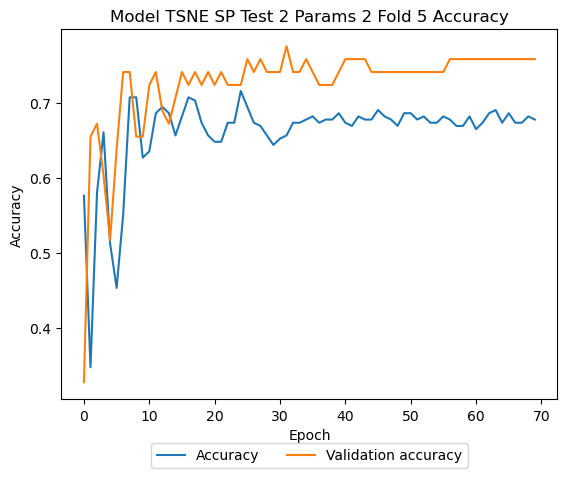 Model TSNE SP Test 2 Params 2 Fold 5 Accuracy
Accuracy
0.7
0.6
0.5
0.4
0 10 20 30 40 50 60 70
Epoch
Accuracy Validation accuracy